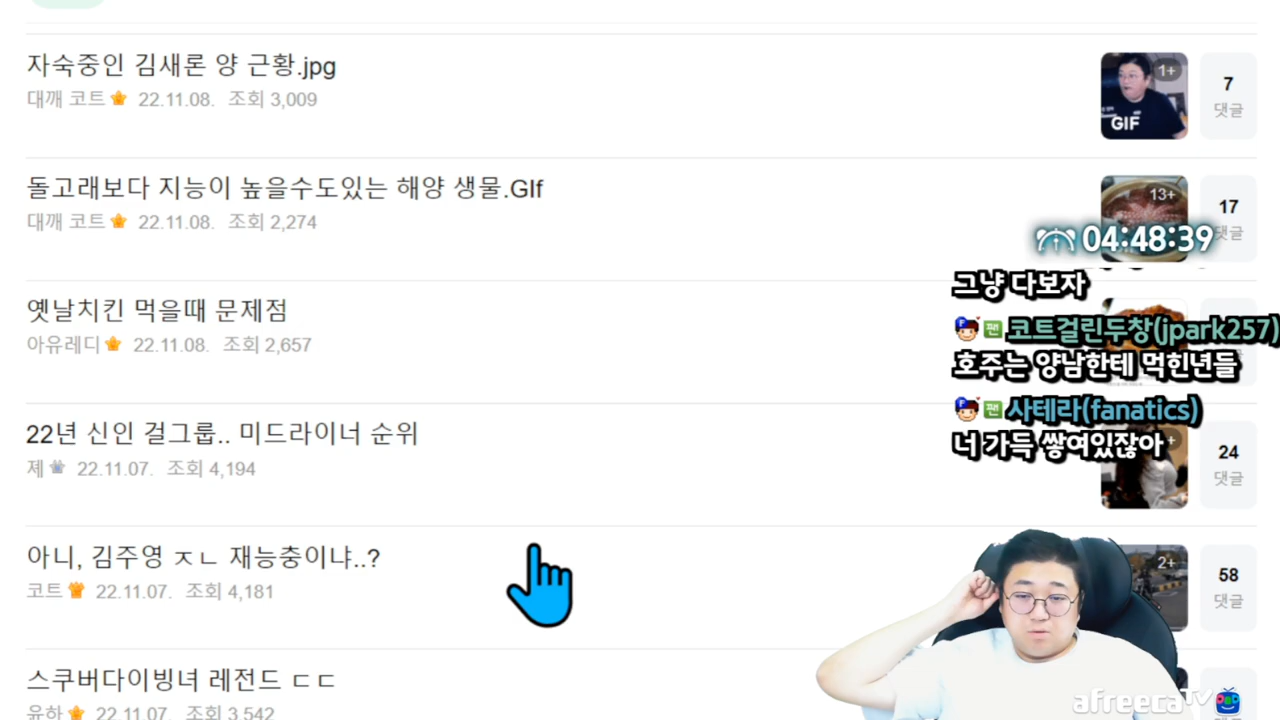 자숙중인 김새론 양 근황.jpg
대깨 코트 22.11.08. 조회 3,009
1+
GIF
7
댓글
돌고래보다 지능이 높을수도있는 해양 생물.GIf
대깨 코트 22.11.08. 조회 2,274
13+
17
댓글
04:48:39
그냥 다보자
옛날치킨 먹을때 문제점
아유레디 22.11.08. 조회 2,657
코트걸린두창(jpark257)
호주는 양남한테 먹힌년들
사테라(fanatics)
너 가득 쌓여있잖아
22년 신인 걸그룹.. 미드라이너 순위
제 22.11.07. 조회 4,194
24
댓글
아니, 김주영 ㅈㄴ 재능충이냐..?
코트 22.11.07. 조회 4,181
2+
58
댓글
스쿠버다이빙녀 레전드 ㄷㄷ
윤하 22.11.07. 조회 3,542
afreecaTV